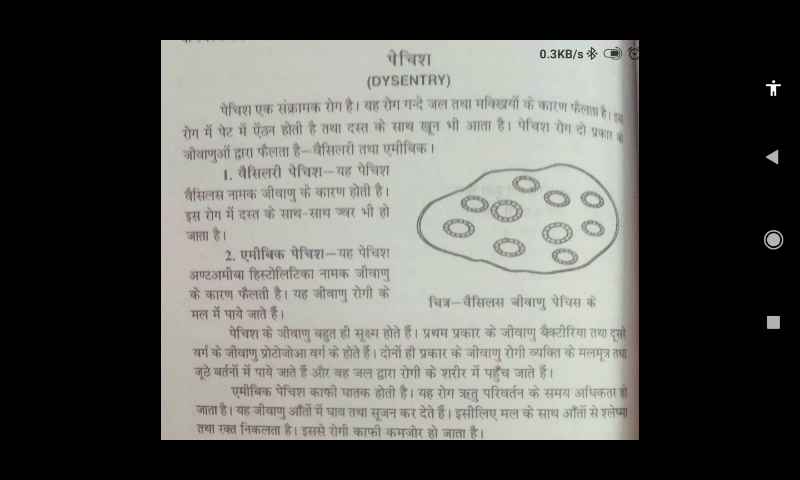 0.3KB/s
पेचिश
(DYSENTRY)
पेचिश एक संक्रामक रोग है। यह रोग गन्दे जल तथा मक्खियों के कारण फैलता है। इस
रोग में पेट में ऐंठन होती है तथा दस्त के साथ खून भी आता है। पेचिश रोग दो प्रकार के
जीवाणुओं द्वारा फैलता है–वैसिलरी तथा एमीबिक।
1. वैसिलरी पेचिश–यह पेचिश
वैसिलस नामक जीवाणु के कारण होती है।
इस रोग में दस्त के साथ-साथ ज्वर भी हो
जाता है।
2. एमीबिक पेचिश–यह पेचिश
अण्टअमीबा हिस्टोलिटिका नामक जीवाणु
के कारण फैलती है। यह जीवाणु रोगी के
मल में पाये जाते हैं।
चित्र–वैसिलस जीवाणु पेचिस के
पेचिश के जीवाणु बहुत ही सूक्ष्म होते हैं। प्रथम प्रकार के जीवाणु बैक्टीरिया तथा दूसरे
वर्ग के जीवाणु प्रोटोजोआ वर्ग के होते हैं। दोनों ही प्रकार के जीवाणु रोगी व्यक्ति के मलमूत्र तथा
जूठे बर्तनों में पाये जाते हैं और वह जल द्वारा रोगी के शरीर में पहुँच जाते हैं।
एमीबिक पेचिश काफी घातक होती है। यह रोग ऋतु परिवर्तन के समय अधिकतर हो
जाता है। यह जीवाणु आँतों में घाव तथा सूजन कर देते हैं। इसीलिए मल के साथ आँतों से श्लेष्मा
तथा रक्त निकलता है। इससे रोगी काफी कमजोर हो जाता है।